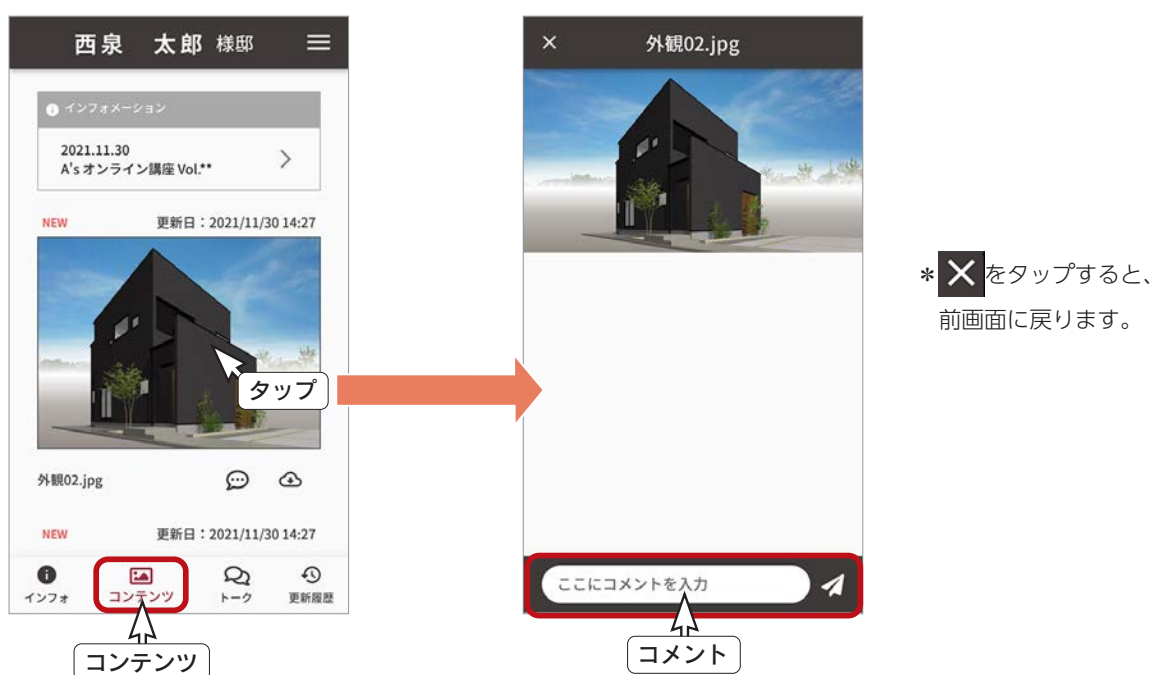 西泉 太郎 様邸
インフォメーション
2021.11.30
A's オンライン講座 Vol.**
NEW 更新日：2021/11/30 14:27
タップ
外観02.jpg
NEW 更新日：2021/11/30 14:27
インフォ コンテンツ トーク 更新履歴
コンテンツ
× 外観02.jpg
ここにコメントを入力
コメント
＊×をタップすると、
前画面に戻ります。